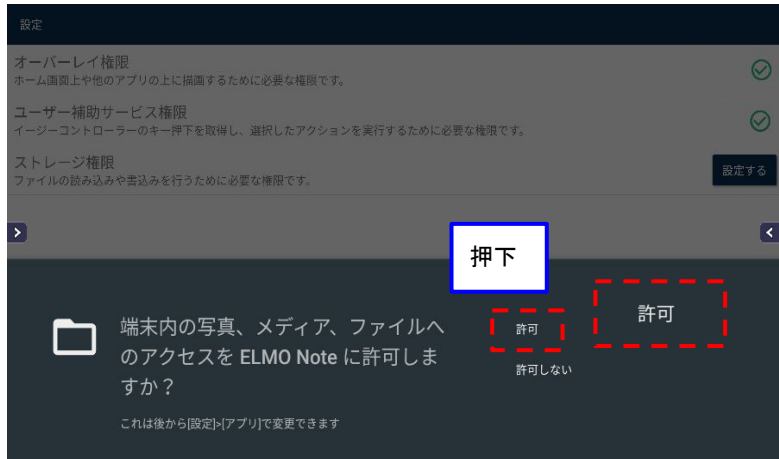 設定
オーバーレイ権限
ホーム画面上や他のアプリの上に描画するために必要な権限です。
ユーザー補助サービス権限
イージーコントローラーのキー押下を取得し、選択したアクションを実行するために必要な権限です。
ストレージ権限
ファイルの読み込みや書込みを行うために必要な権限です。
設定する
押下
端末内の写真、メディア、ファイルへ
のアクセスを ELMO Note に許可しま
すか？
これは後から[設定]>[アプリ]で変更できます
許可
許可しない
許可